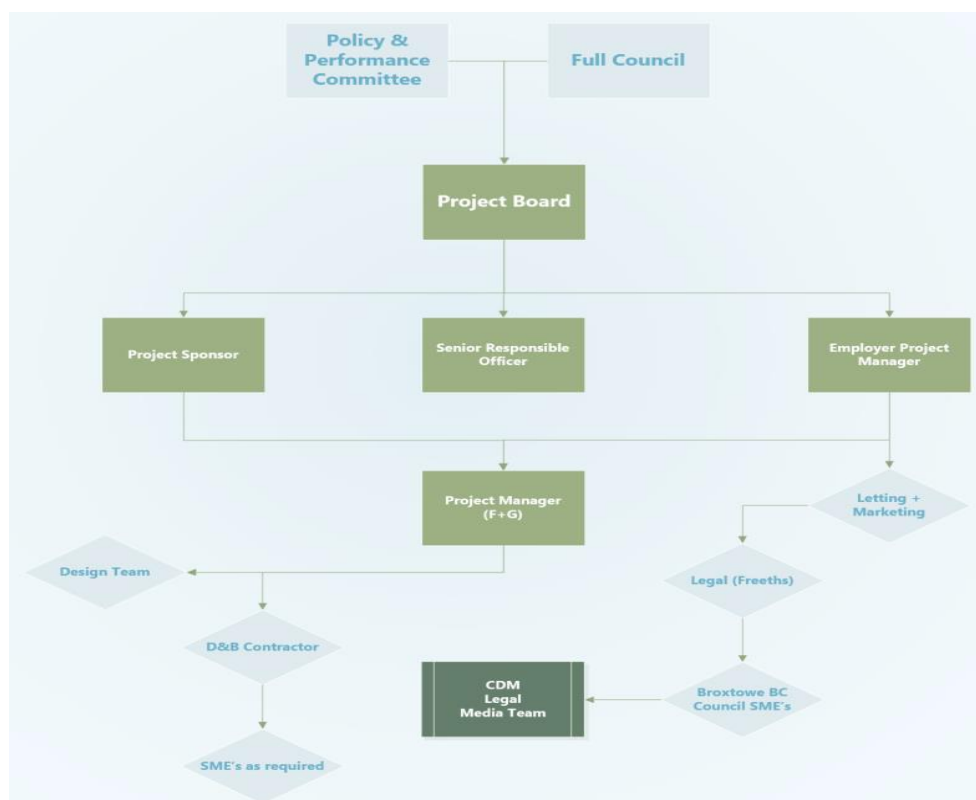 Policy &
Performance
Committee
Full Council
Project Board
Project Sponsor
Senior Responsible
Officer
Employer Project
Manager
Project Manager
(F+G)
Letting +
Marketing
Design Team
Legal (Freeths)
D&B Contractor
CDM
Legal
Media Team
Broxtowe BC
Council SME's
SME's as required